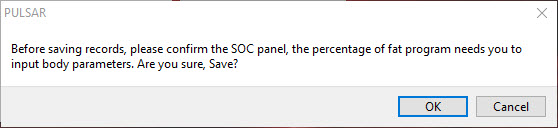 PULSAR
Before saving records, please confirm the SOC panel, the percentage of fat program needs you to
input body parameters. Are you sure, Save?
OK Cancel